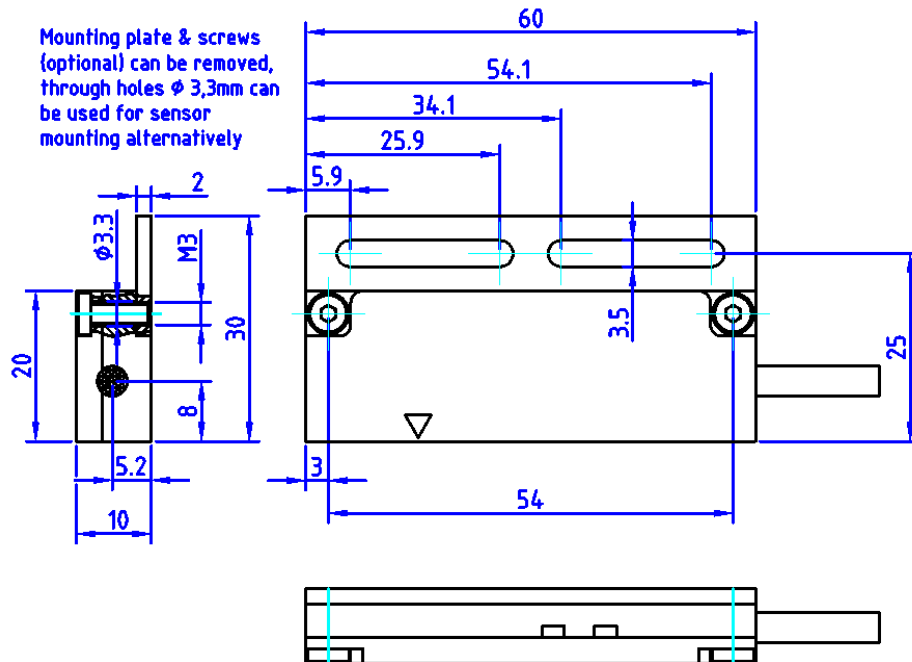 Mounting plate & screws
(optional) can be removed,
through holes ϕ 3,3mm can
be used for sensor
mounting alternatively
60
54.1
34.1
25.9
5.9
2
ϕ3.3
M3
30
20
8
5.2
10
3.5
25
3
54